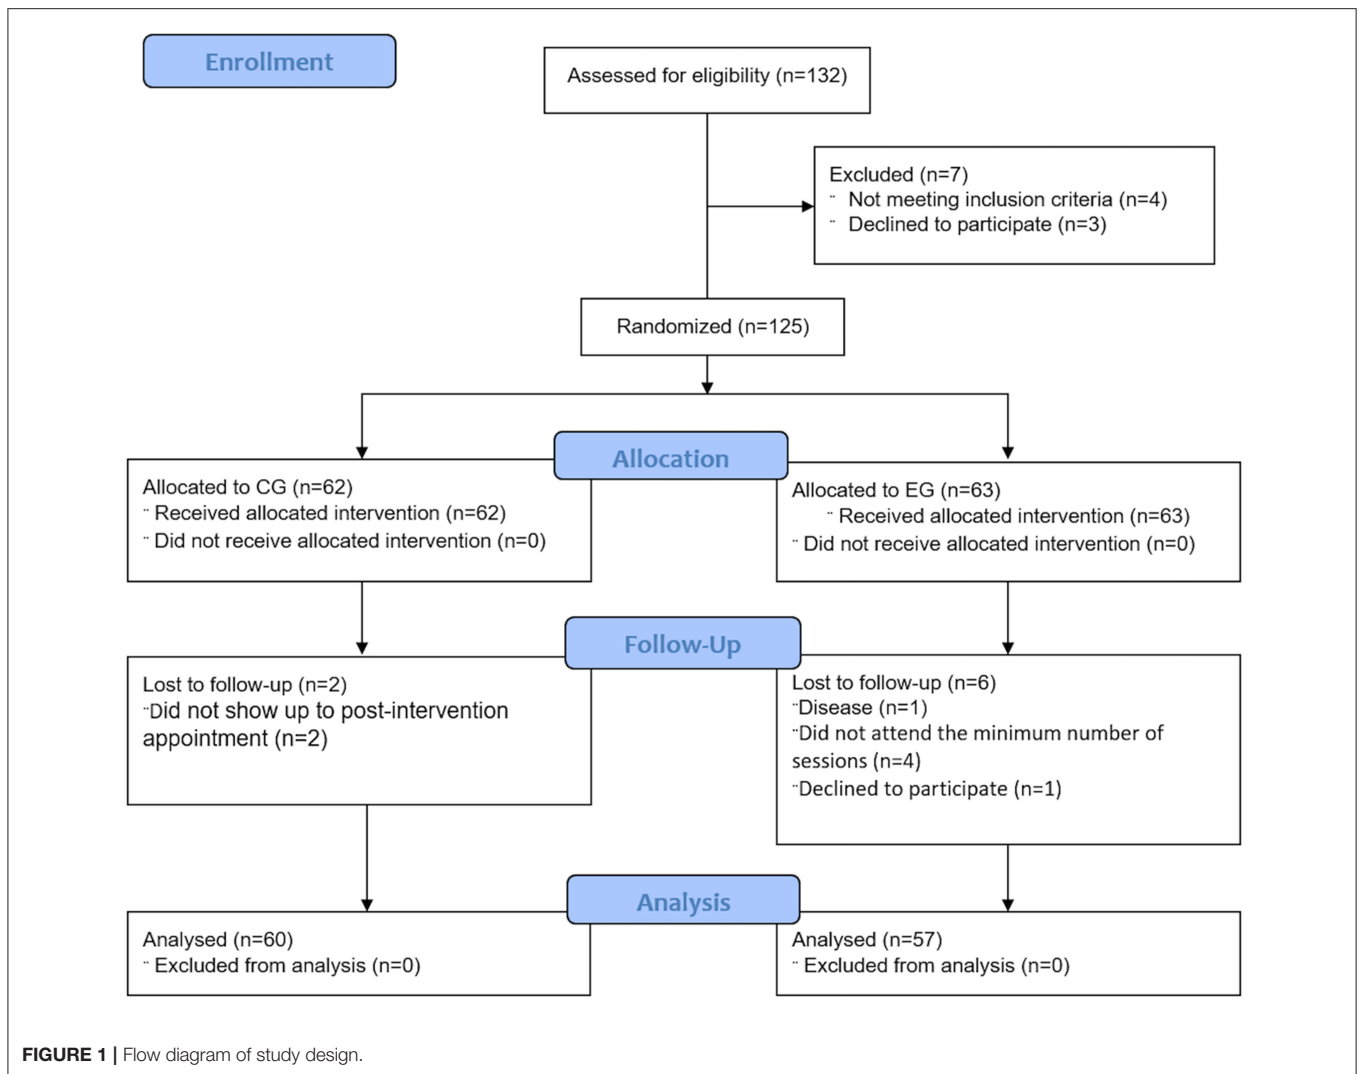 Enrollment
Assessed for eligibility (n=132)
Excluded (n=7)
¨ Not meeting inclusion criteria (n=4)
¨ Declined to participate (n=3)
Randomized (n=125)
Allocation
Allocated to CG (n=62)
¨ Received allocated intervention (n=62)
¨ Did not receive allocated intervention (n=0)
Allocated to EG (n=63)
¨ Received allocated intervention (n=63)
¨ Did not receive allocated intervention (n=0)
Follow-Up
Lost to follow-up (n=2)
¨Did not show up to post-intervention
appointment (n=2)
Lost to follow-up (n=6)
¨Disease (n=1)
¨Did not attend the minimum number of
sessions (n=4)
¨Declined to participate (n=1)
Analysis
Analysed (n=60)
¨ Excluded from analysis (n=0)
Analysed (n=57)
¨ Excluded from analysis (n=0)
FIGURE 1 | Flow diagram of study design.